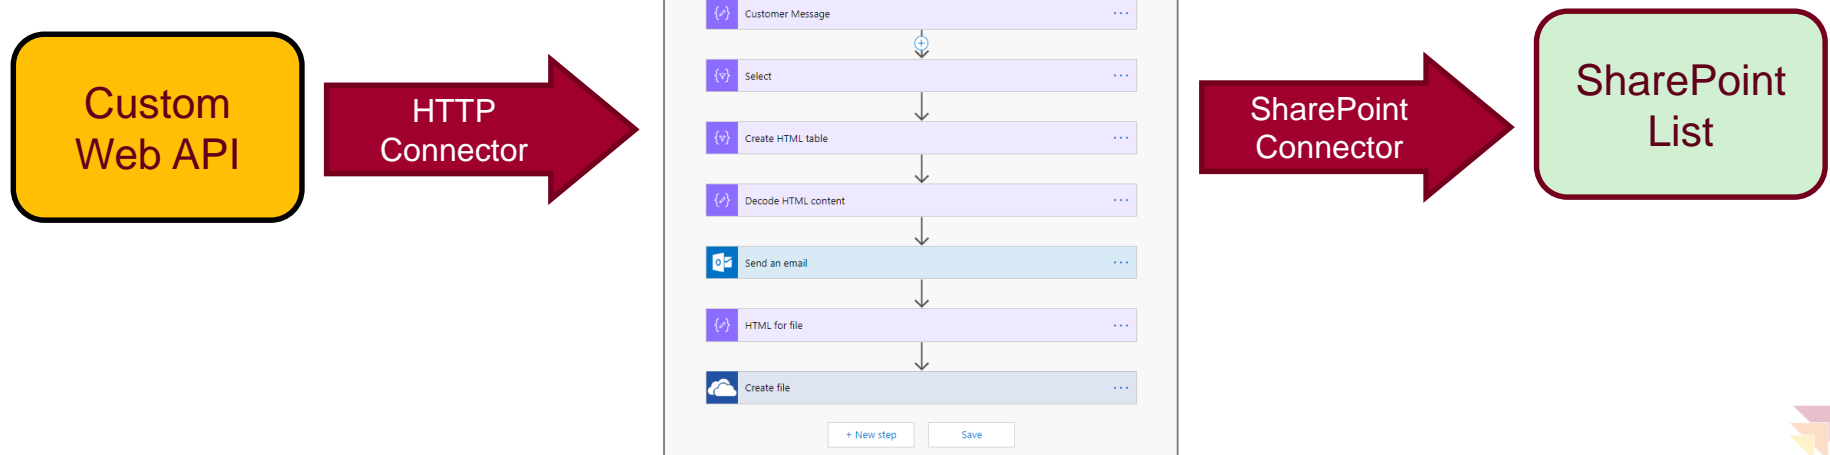 Custom
Web API
HTTP
Connector
Customer Message
Select
Create HTML table
Decode HTML content
Send an email
HTML for file
Create file
+ New step
Save
SharePoint
Connector
SharePoint
List